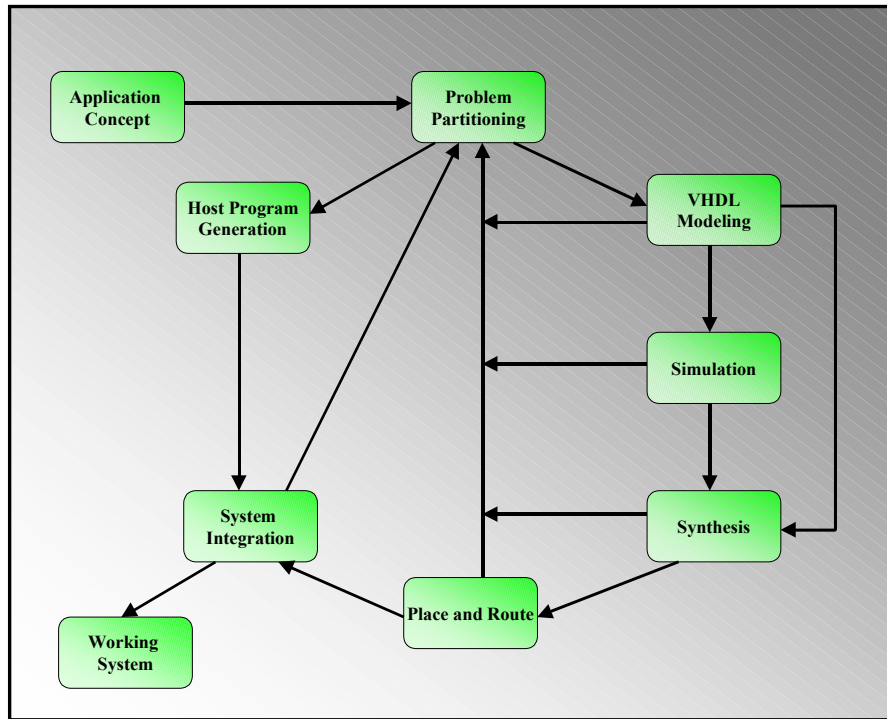 Application
Concept
Problem
Partitioning
Host Program
Generation
VHDL
Modeling
Simulation
System
Integration
Synthesis
Place and Route
Working
System